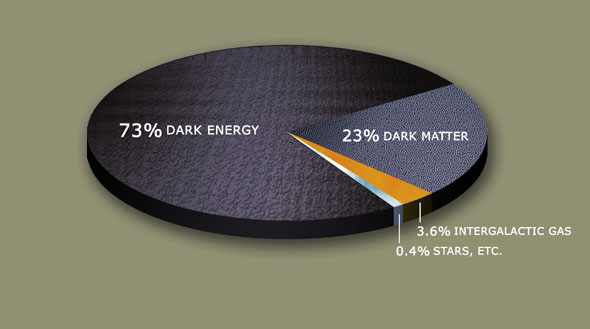 73% DARK ENERGY
23% DARK MATTER
3.6% INTERGALACTIC GAS
0.4% STARS, ETC.